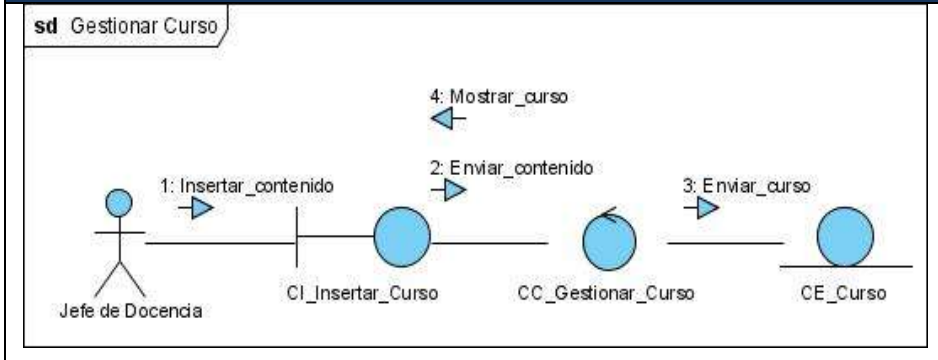 sd Gestionar Curso
4: Mostrar_curso
2: Enviar_contenido
1: Insertar_contenido
3: Enviar_curso
CI_Insertar_Curso
CC_Gestionar_Curso
CE_Curso
Jefe de Docencia